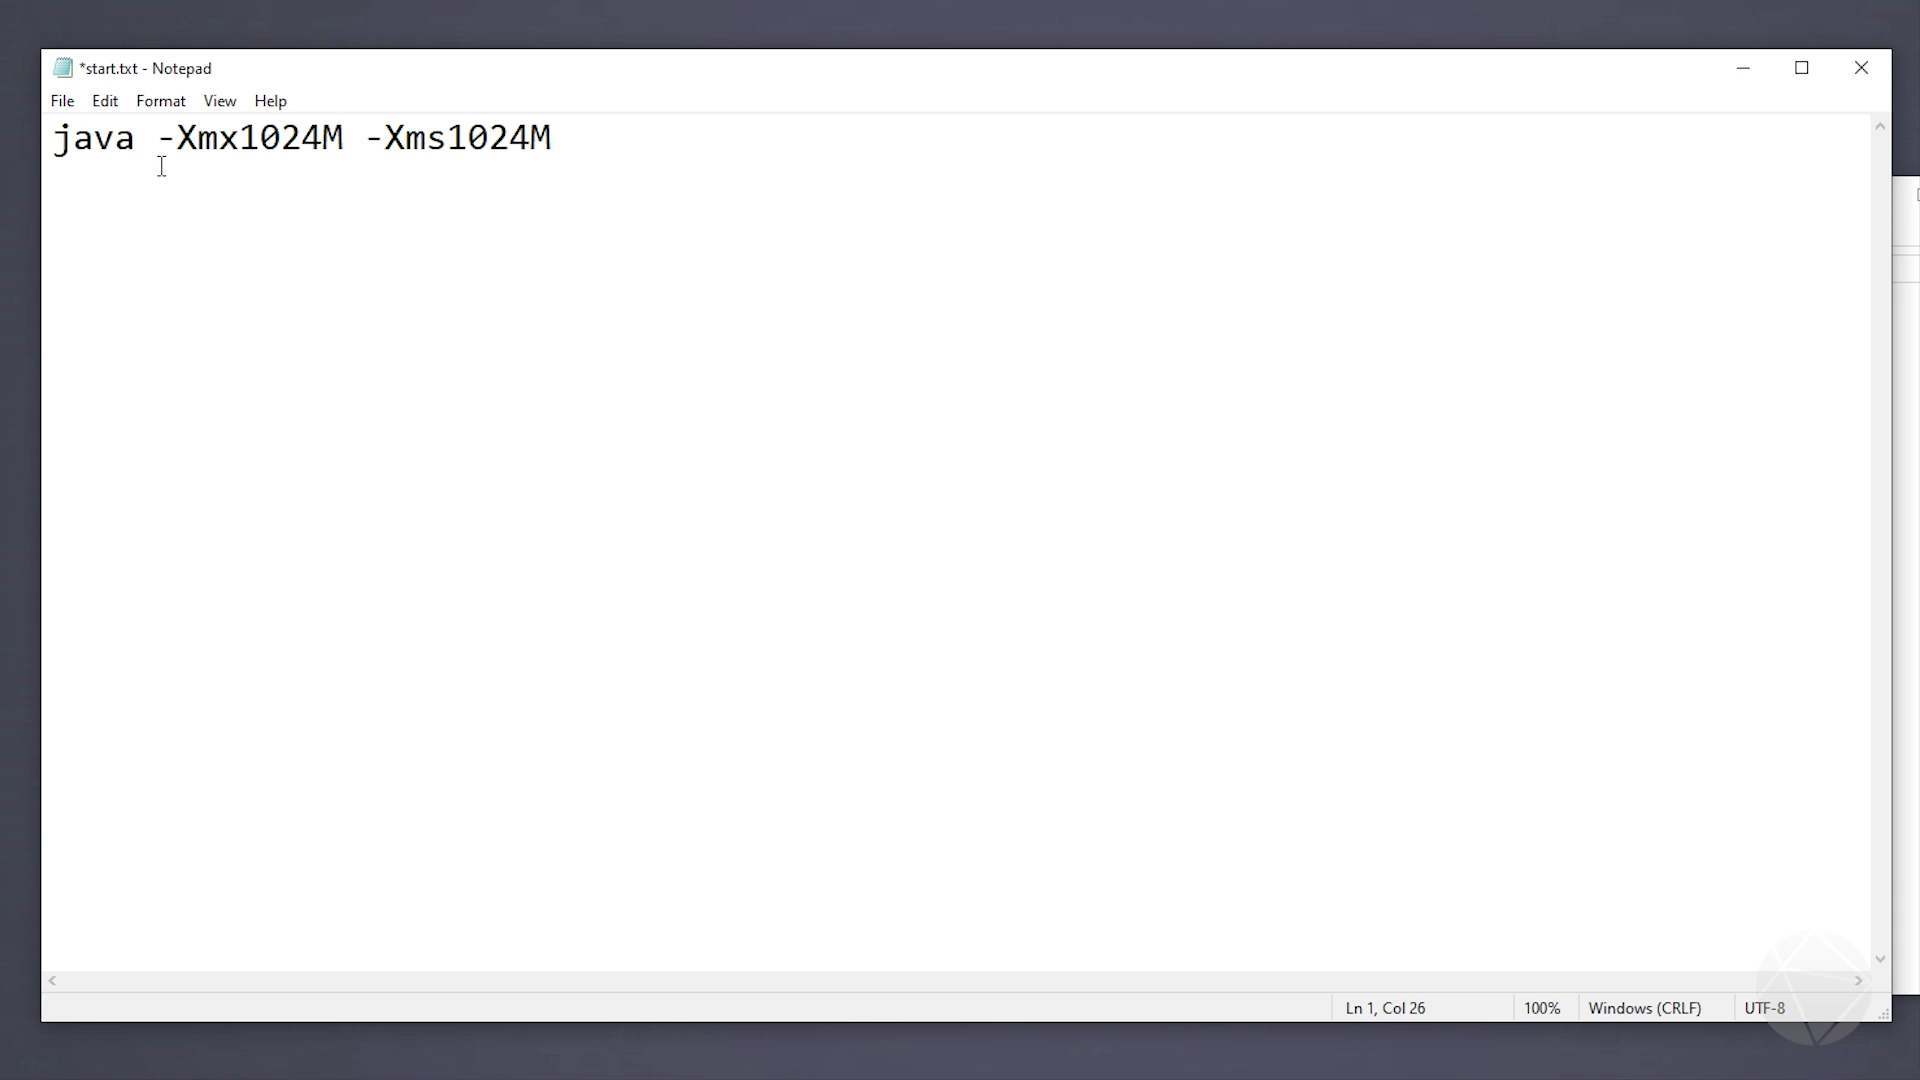 *start.txt - Notepad
File Edit Format View Help
java -Xmx1024M -Xms1024M
Ln 1, Col 26 100% Windows (CRLF) UTF-8